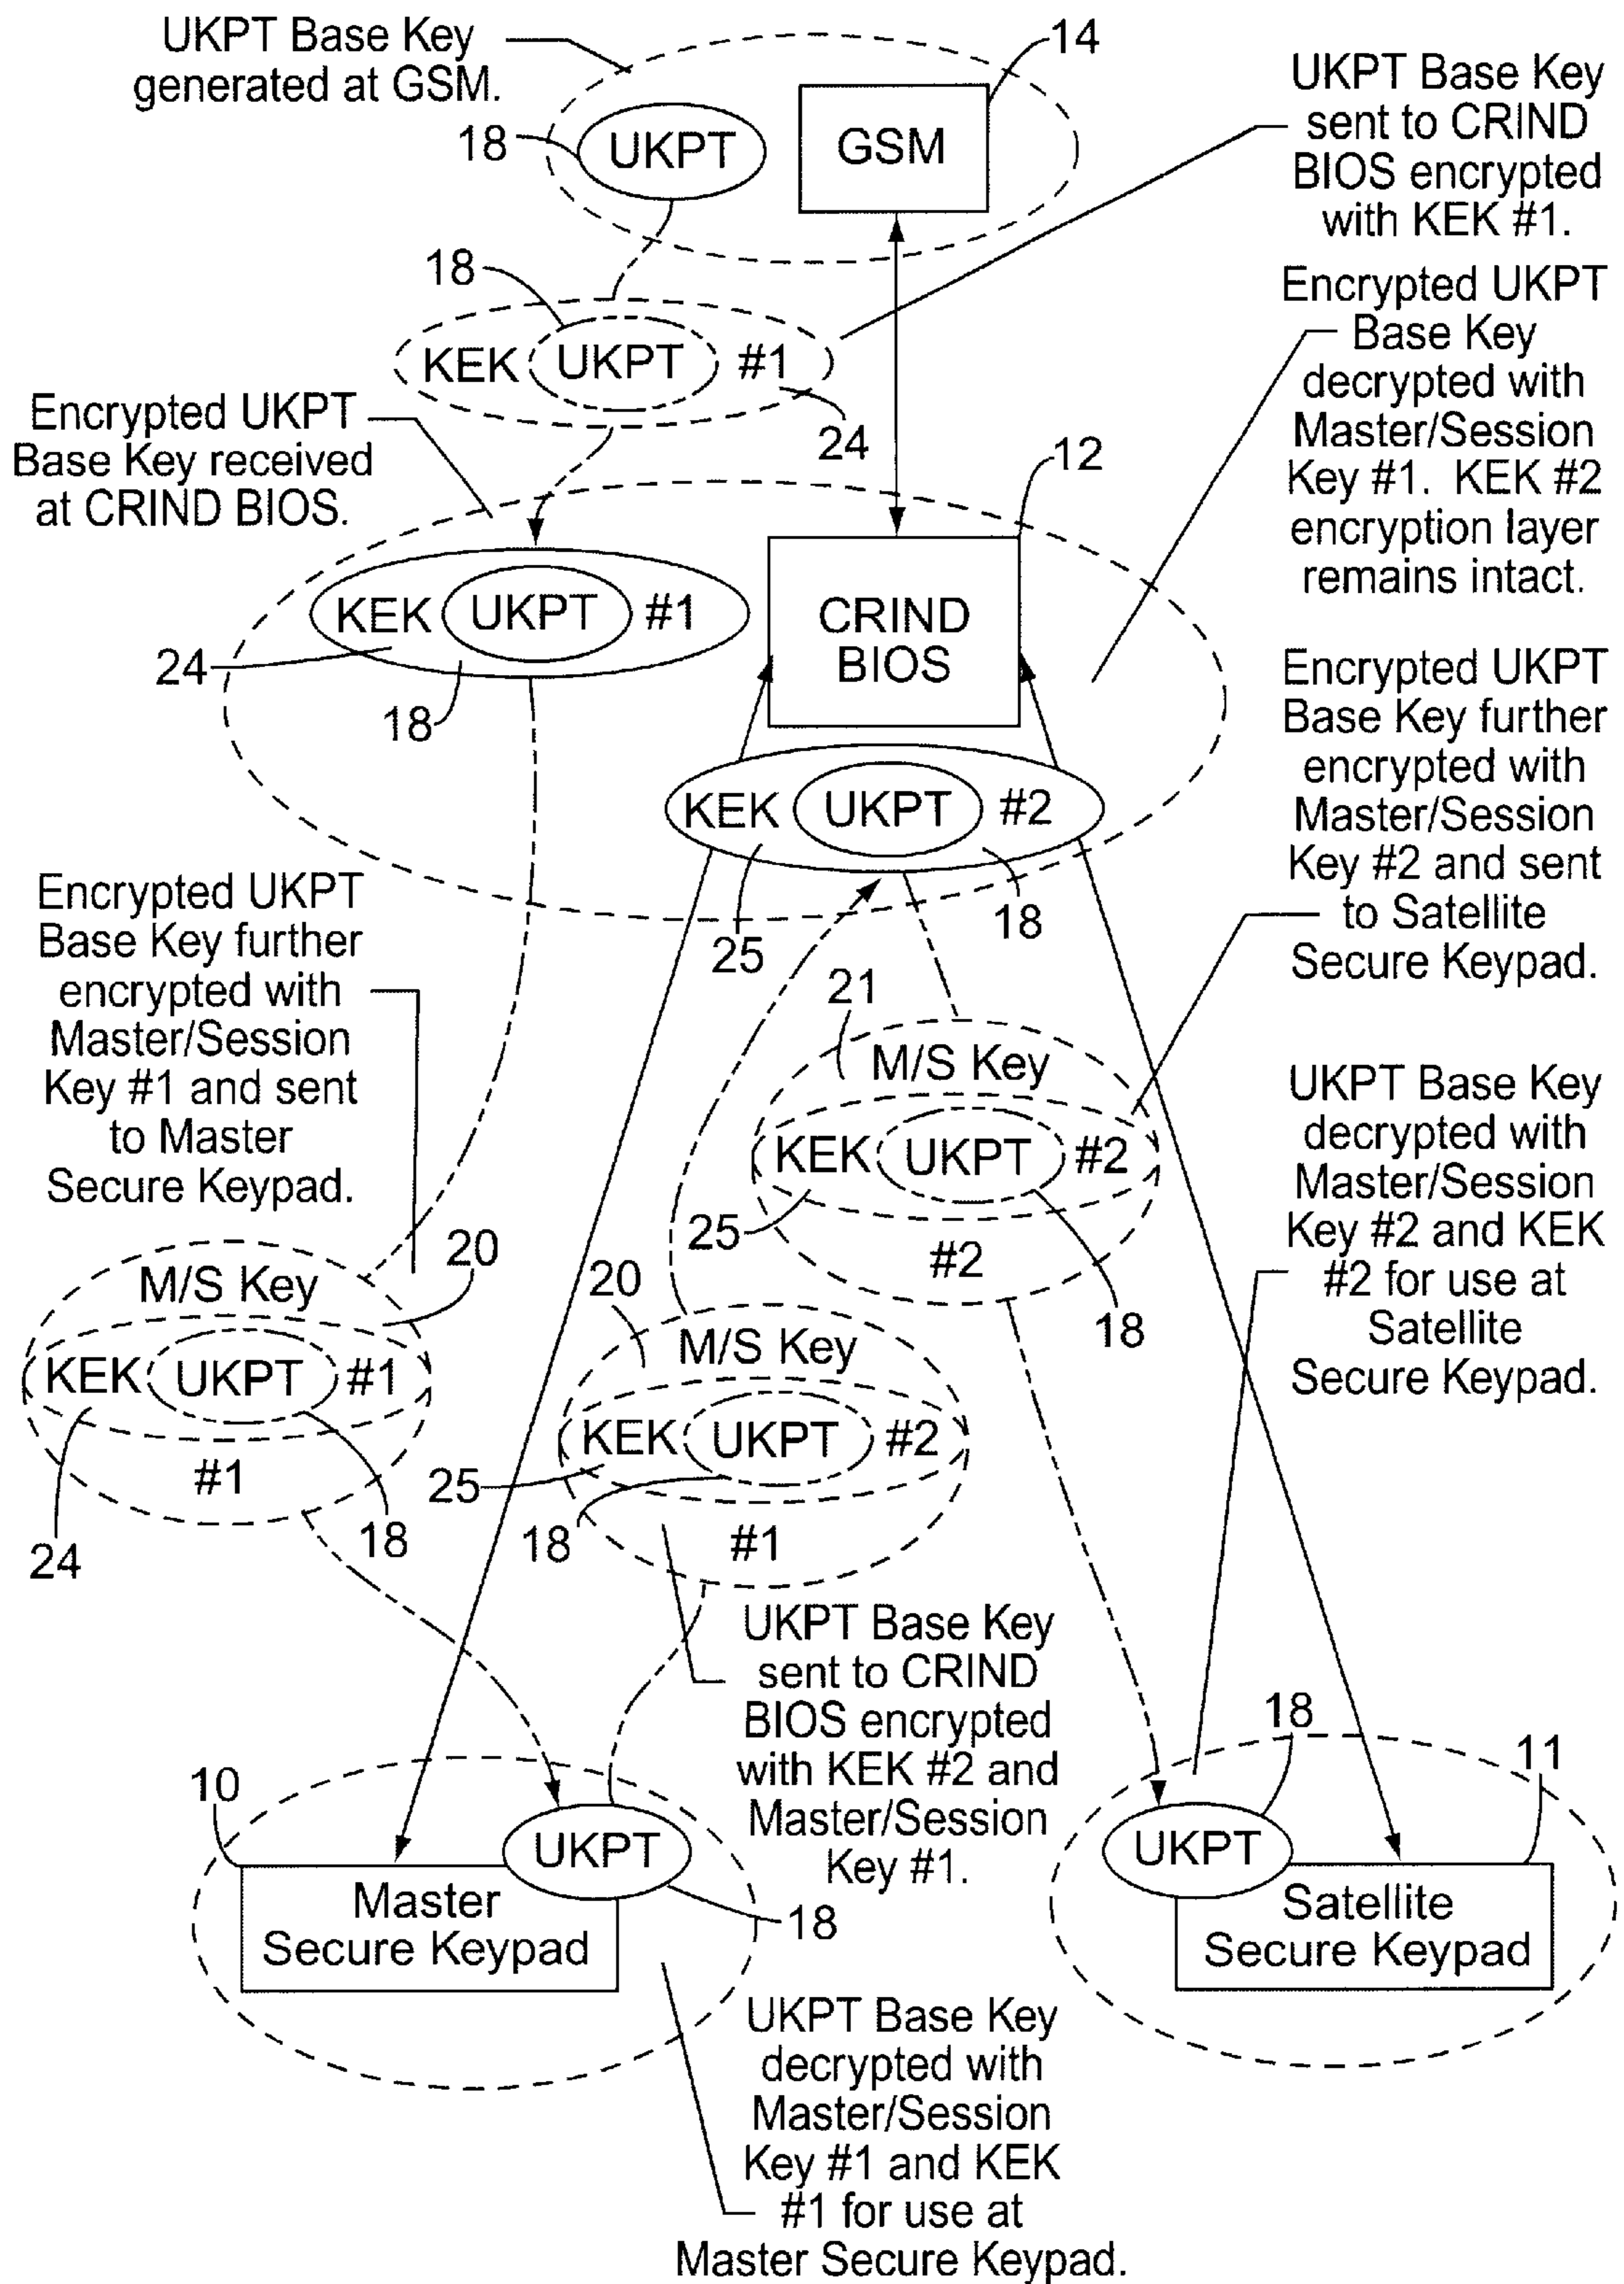 UKPT Base Key
generated at GSM.
14
18
UKPT
GSM
UKPT Base Key
sent to CRIND
BIOS encrypted
with KEK #1.
18
KEK UKPT #1
24
Encrypted UKPT
Base Key
decrypted with
Master/Session
Key #1. KEK #2
encryption layer
remains intact.
Encrypted UKPT
Base Key received
at CRIND BIOS.
12
KEK UKPT #1
CRIND
BIOS
24
18
KEK UKPT #2
25
18
Encrypted UKPT
Base Key further
encrypted with
Master/Session
Key #2 and sent
to Satellite
Secure Keypad.
Encrypted UKPT
Base Key further
encrypted with
Master/Session
Key #1 and sent
to Master
Secure Keypad.
21
M/S Key
KEK UKPT #2
25
#2
18
UKPT Base Key
decrypted with
Master/Session
Key #2 and KEK
#2 for use at
Satellite
Secure Keypad.
20
M/S Key
KEK UKPT #1
#1
24
18
20
M/S Key
KEK UKPT #2
25
18
#1
UKPT Base Key
sent to CRIND
BIOS encrypted
with KEK #2 and
Master/Session
Key #1.
10
UKPT
Master
Secure Keypad
18
18
11
UKPT
Satellite
Secure Keypad
UKPT Base Key
decrypted with
Master/Session
Key #1 and KEK
#1 for use at
Master Secure Keypad.